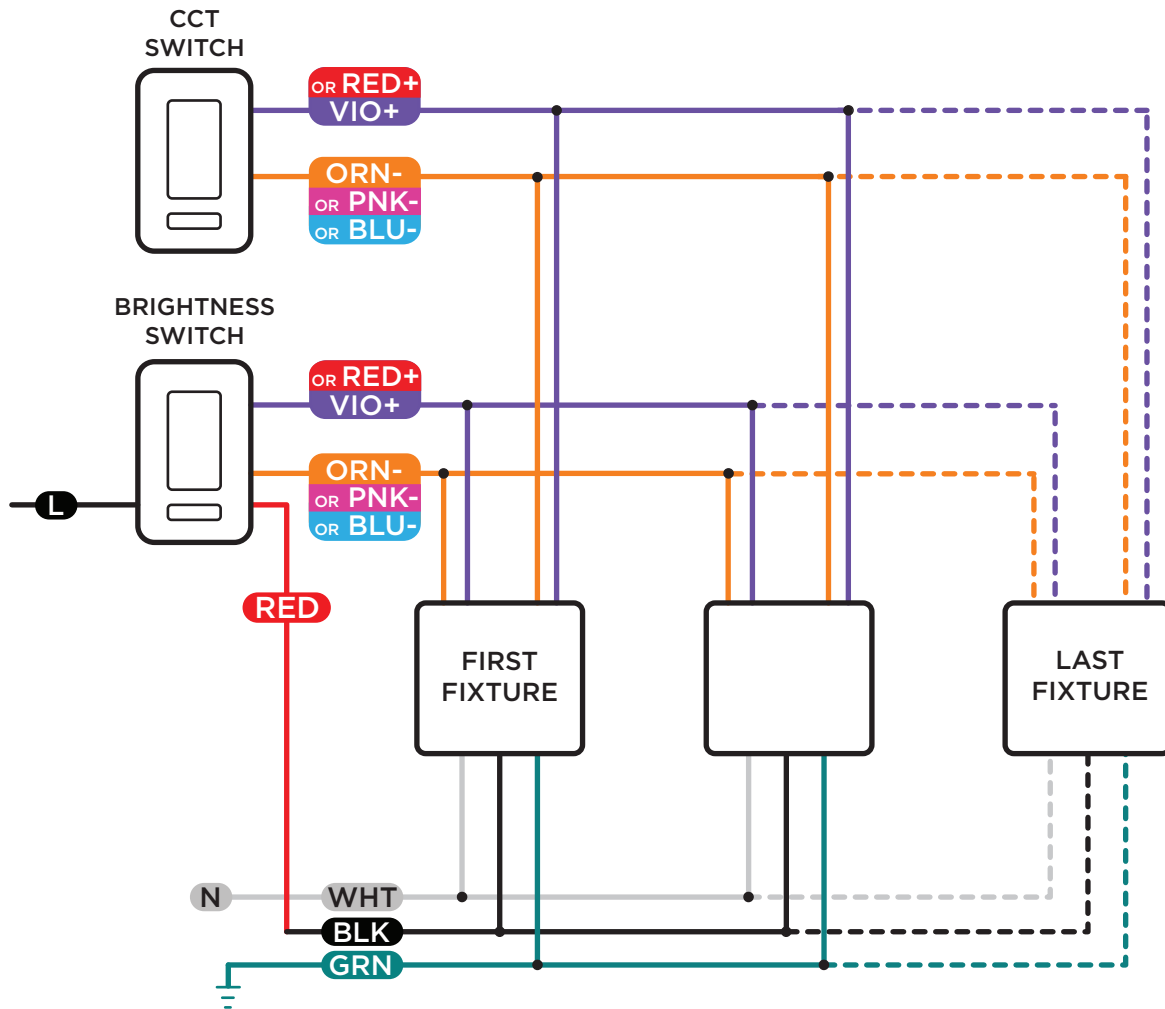 CCT
SWITCH
OR RED+
VIO+
ORN-
OR PNK-
OR BLU-
BRIGHTNESS
SWITCH
OR RED+
VIO+
ORN-
OR PNK-
OR BLU-
L
RED
FIRST
FIXTURE
LAST
FIXTURE
N
WHT
BLK
GRN